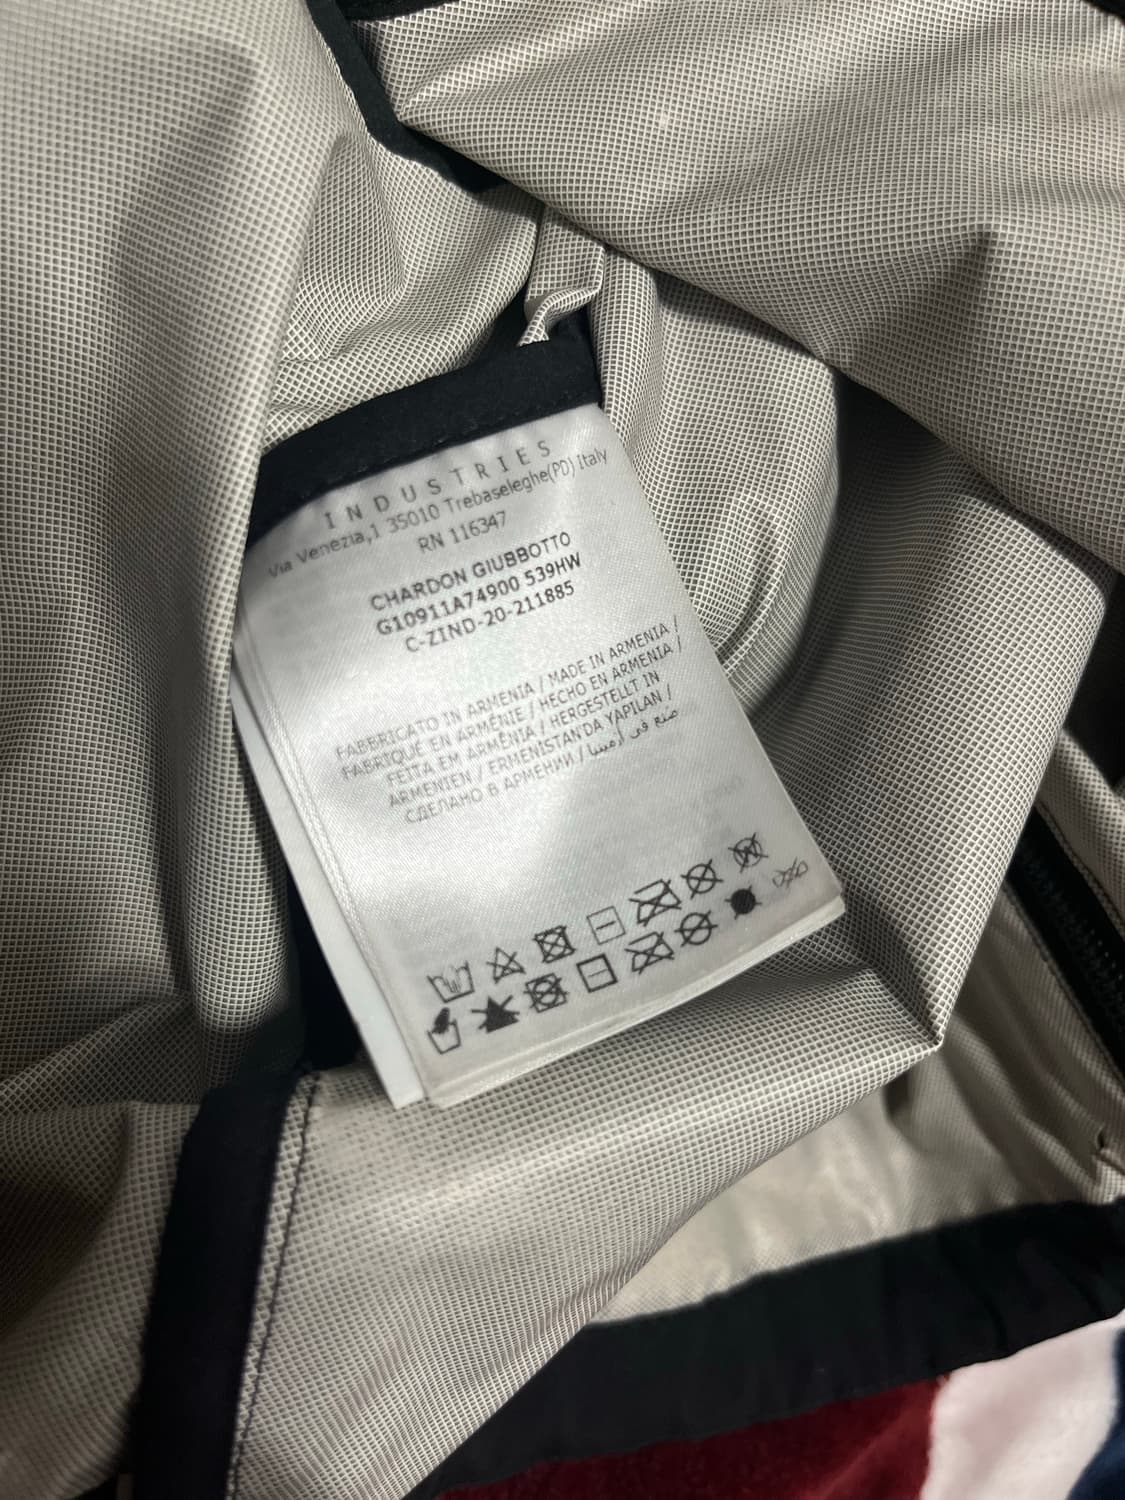 INDUSTRIES
Via Venezia,1 35010 Trebaseleghe(PD) Italy
RN 116347
CHARDON GIUBBOTTO
G10911A74900 539HW
C-ZIND-20-211885
FABBRICATO IN ARMENIA / MADE IN ARMENIA /
FABRIQUÉ EN ARMÉNIE / HECHO EN ARMENIA /
FEITA EM ARMÊNIA / HERGESTELLT IN
ARMENIEN / ERMENİSTAN'DA YAPILAN /
СДЕЛАНО В АРМЕНИИ / صنع في أرمينيا